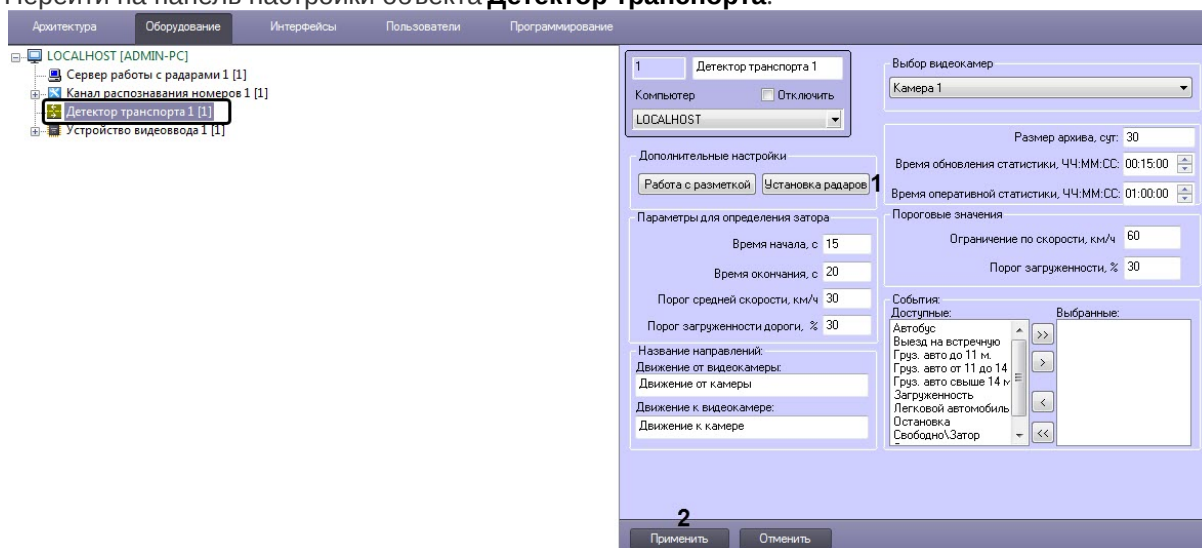 Перейти на панель настройки объекта Детектор транспорта.
Архитектура Оборудование Интерфейсы Пользователи Программирование
LOCALHOST [ADMIN-PC]
Сервер работы с радарами 1 [1]
Канал распознавания номеров 1 [1]
Детектор транспорта 1 [1]
Устройство видеоввода 1 [1]
1 Детектор транспорта 1
Компьютер Отключить
LOCALHOST
Выбор видеокамер
Камера 1
Дополнительные настройки
Работа с разметкой Установка радаров 1
Размер архива, сут: 30
Время обновления статистики, ЧЧ:ММ:СС: 00:15:00
Время оперативной статистики, ЧЧ:ММ:СС: 01:00:00
Параметры для определения затора
Время начала, с 15
Время окончания, с 20
Порог средней скорости, км/ч 30
Порог загруженности дороги, % 30
Пороговые значения
Ограничение по скорости, км/ч 60
Порог загруженности, % 30
Название направлений:
Движение от видеокамеры:
Движение от камеры
Движение к видеокамере:
Движение к камере
События:
Доступные: Выбранные:
Автобус
Выезд на встречную
Груз. авто до 11 м.
Груз. авто от 11 до 14
Груз. авто свыше 14 м
Загруженность
Легковой автомобиль
Остановка
Свободно\Затор
>>
>
<
<<
2
Применить Отменить